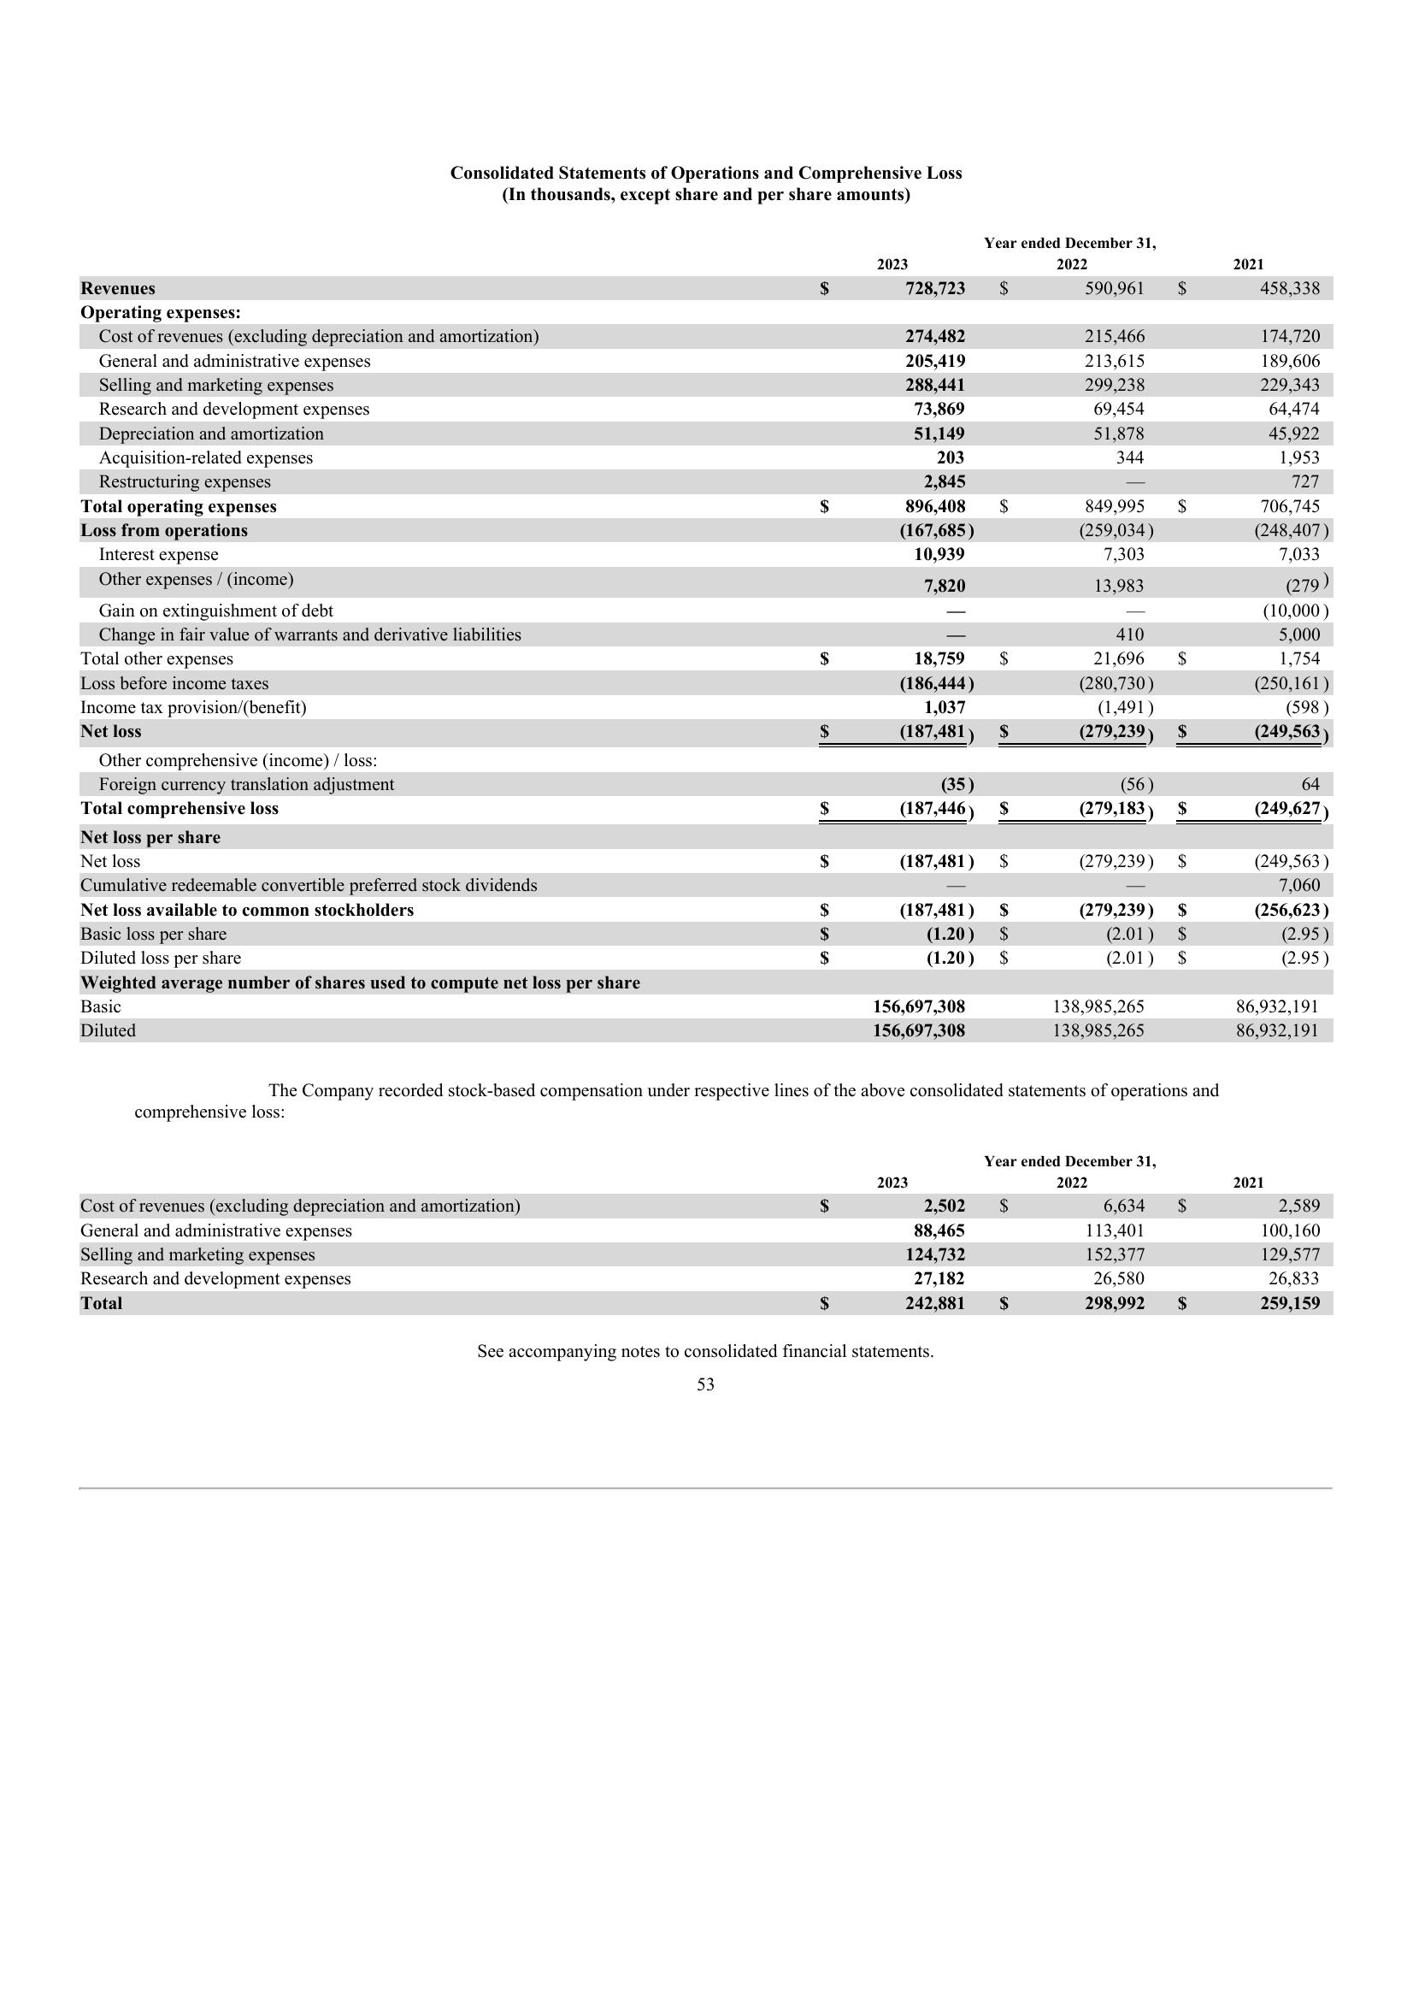 Consolidated Statements of Operations and Comprehensive Loss
(In thousands, except share and per share amounts)
Year ended December 31,
2023 2022 2021
Revenues $ 728,723 $ 590,961 $ 458,338
Operating expenses:
Cost of revenues (excluding depreciation and amortization) 274,482 215,466 174,720
General and administrative expenses 205,419 213,615 189,606
Selling and marketing expenses 288,441 299,238 229,343
Research and development expenses 73,869 69,454 64,474
Depreciation and amortization 51,149 51,878 45,922
Acquisition-related expenses 203 344 1,953
Restructuring expenses 2,845 — 727
Total operating expenses $ 896,408 $ 849,995 $ 706,745
Loss from operations (167,685) (259,034) (248,407)
Interest expense 10,939 7,303 7,033
Other expenses / (income) 7,820 13,983 (279)
Gain on extinguishment of debt — — (10,000)
Change in fair value of warrants and derivative liabilities — 410 5,000
Total other expenses $ 18,759 $ 21,696 $ 1,754
Loss before income taxes (186,444) (280,730) (250,161)
Income tax provision/(benefit) 1,037 (1,491) (598)
Net loss $ (187,481) $ (279,239) $ (249,563)
Other comprehensive (income) / loss:
Foreign currency translation adjustment (35) (56) 64
Total comprehensive loss $ (187,446) $ (279,183) $ (249,627)
Net loss per share
Net loss $ (187,481) $ (279,239) $ (249,563)
Cumulative redeemable convertible preferred stock dividends — — 7,060
Net loss available to common stockholders $ (187,481) $ (279,239) $ (256,623)
Basic loss per share $ (1.20) $ (2.01) $ (2.95)
Diluted loss per share $ (1.20) $ (2.01) $ (2.95)
Weighted average number of shares used to compute net loss per share
Basic 156,697,308 138,985,265 86,932,191
Diluted 156,697,308 138,985,265 86,932,191
The Company recorded stock-based compensation under respective lines of the above consolidated statements of operations and
comprehensive loss:
Year ended December 31,
2023 2022 2021
Cost of revenues (excluding depreciation and amortization) $ 2,502 $ 6,634 $ 2,589
General and administrative expenses 88,465 113,401 100,160
Selling and marketing expenses 124,732 152,377 129,577
Research and development expenses 27,182 26,580 26,833
Total $ 242,881 $ 298,992 $ 259,159
See accompanying notes to consolidated financial statements.
53